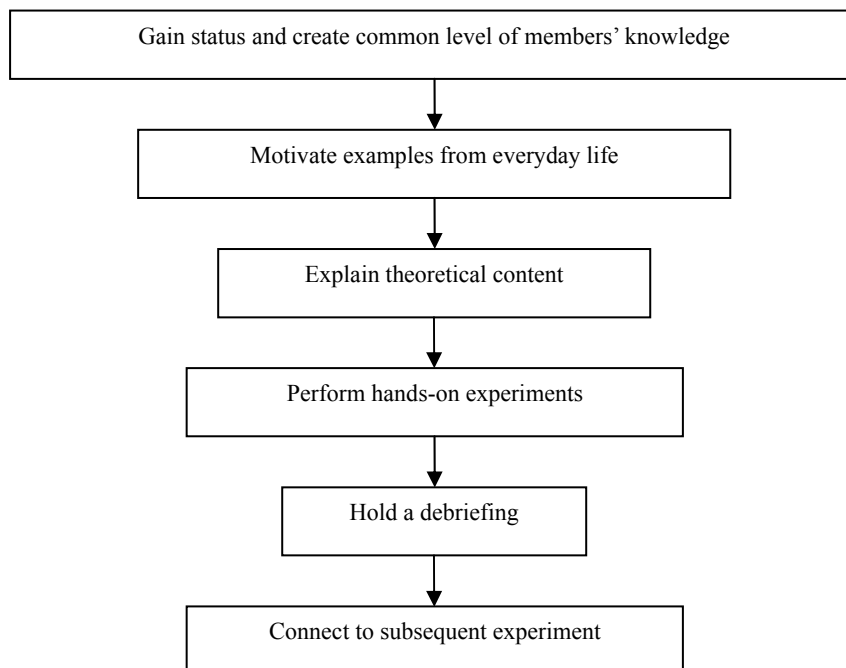 Gain status and create common level of members’ knowledge
Motivate examples from everyday life
Explain theoretical content
Perform hands-on experiments
Hold a debriefing
Connect to subsequent experiment